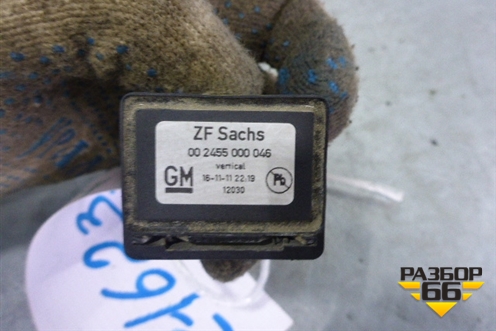 ZF Sachs
00 2455 000 046
vertical
GM
16-11-11 22:19
Pb
12030
РАЗБОР
66